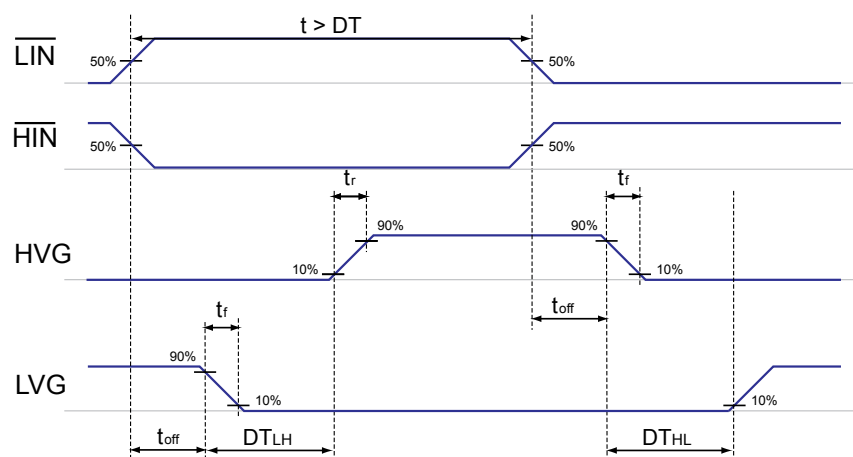 t > DT
LIN
50%
50%
HIN
50%
50%
tr
tf
HVG
90%
90%
10%
10%
tf
toff
LVG
90%
10%
10%
toff
DTLH
DTHL